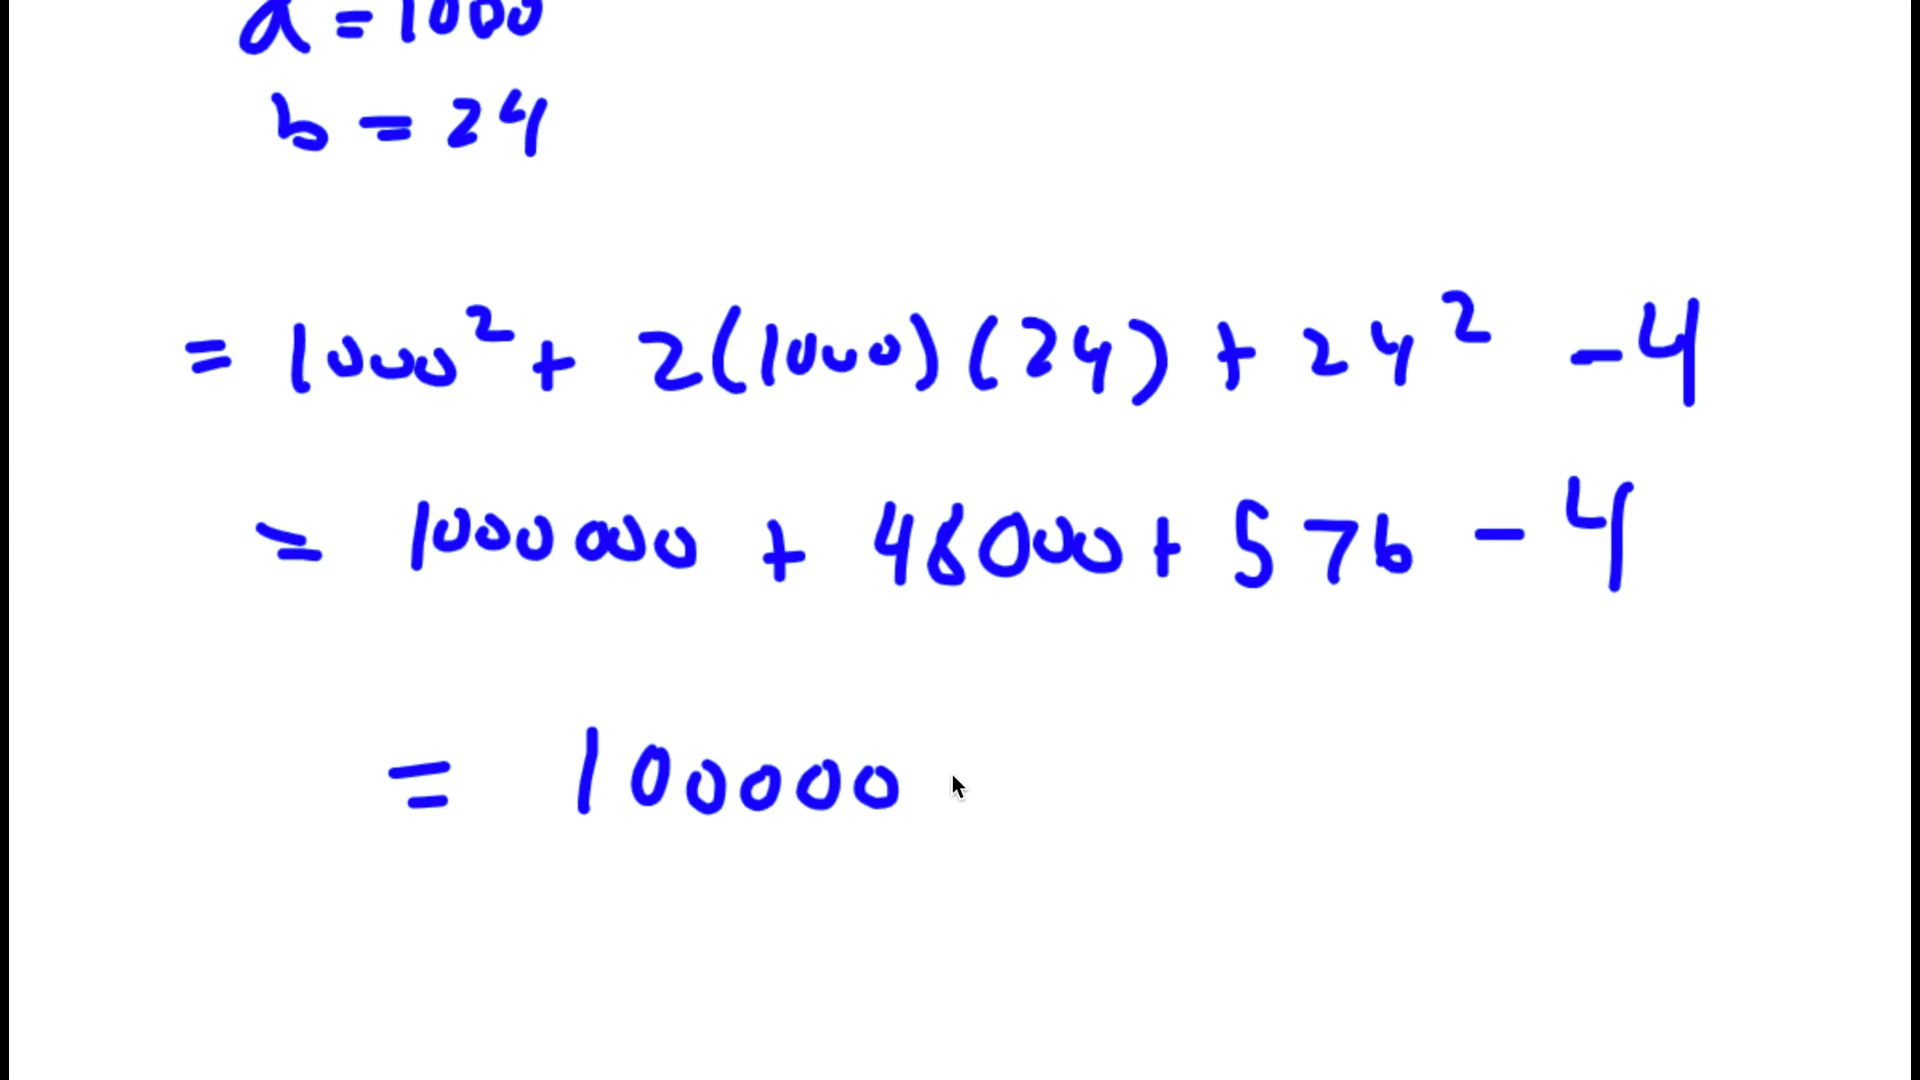 a = 1000
b = 24
= 1000² + 2(1000)(24) + 24² - 4
= 1000000 + 48000 + 576 - 4
= 100000